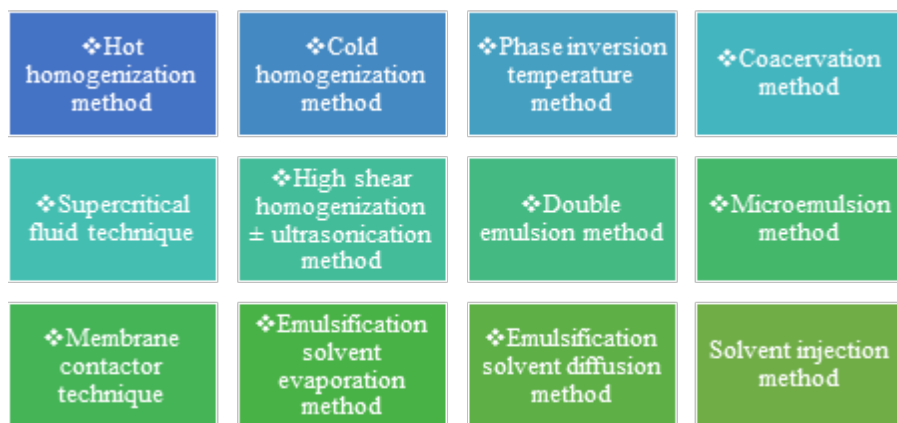 ❖Hot
homogenization
method
❖Cold
homogenization
method
❖Phase inversion
temperature
method
❖Coacervation
method
❖Supercritical
fluid technique
❖High shear
homogenization
± ultrasonication
method
❖Double
emulsion method
❖Microemulsion
method
❖Membrane
contactor
technique
❖Emulsification
solvent
evaporation
method
❖Emulsification
solvent diffusion
method
Solvent injection
method